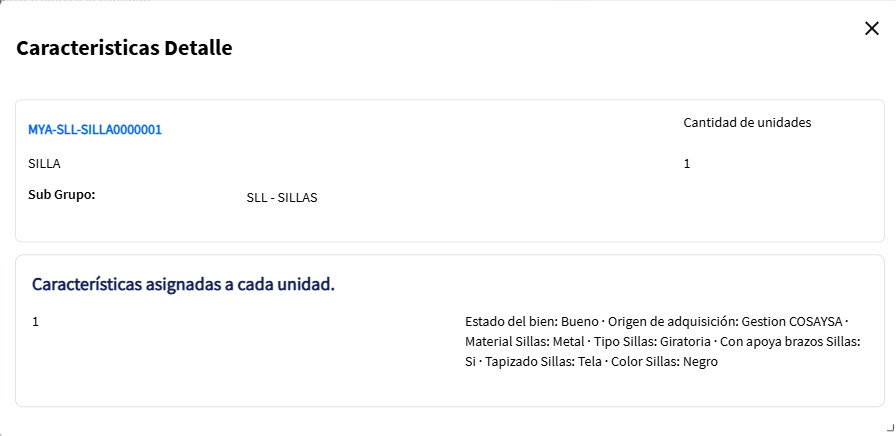 Caracteristicas Detalle
MYA-SLL-SILLA0000001
Cantidad de unidades
SILLA
1
Sub Grupo:
SLL - SILLAS
Características asignadas a cada unidad.
1
Estado del bien: Bueno · Origen de adquisición: Gestion COSAYSA ·
Material Sillas: Metal · Tipo Sillas: Giratoria · Con apoya brazos Sillas:
Si · Tapizado Sillas: Tela · Color Sillas: Negro